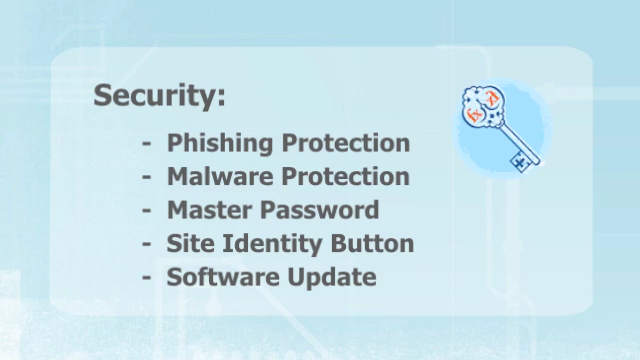 Security:
- Phishing Protection
- Malware Protection
- Master Password
- Site Identity Button
- Software Update